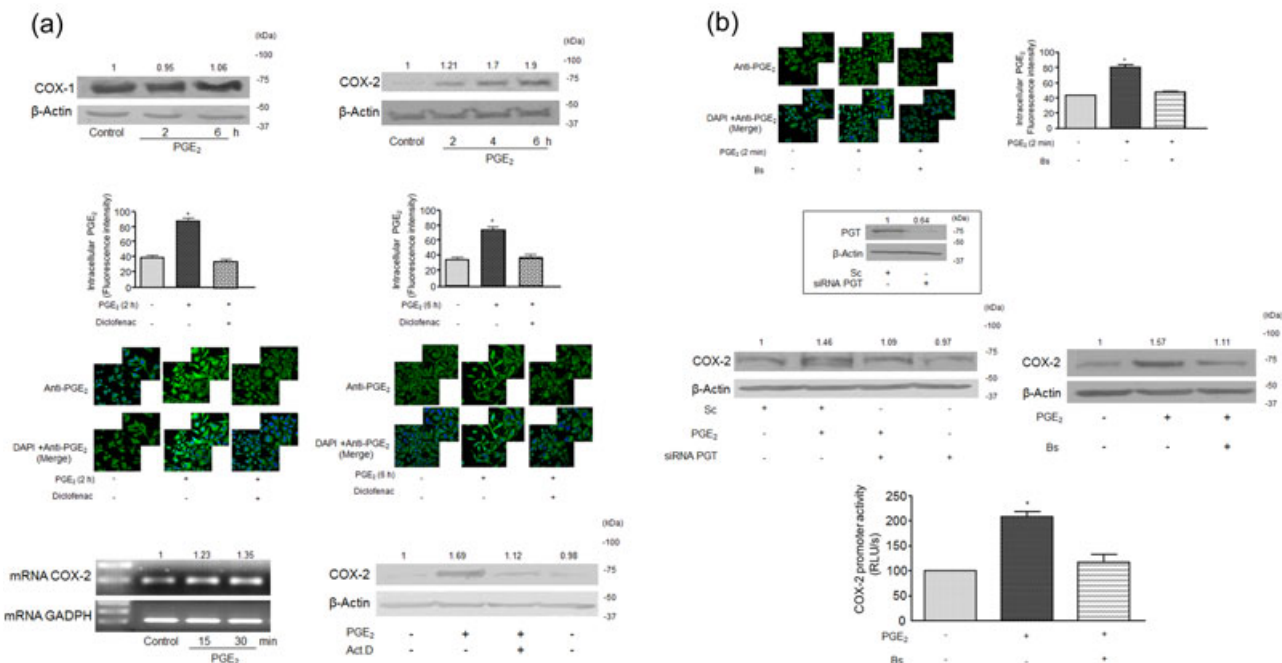 (a)
(kDa)
1 0.95 1.06
-100
COX-1
-75
β-Actin
-50
-37
Control 2 6 h
PGE₂
(kDa)
1 1.21 1.7 1.9
-100
COX-2
-75
β-Actin
-50
-37
Control 2 4 6 h
PGE₂
Intracellular PGE₂
(Fluorescence intensity)
100
80
60
40
20
0
*
PGE₂ (2 h) - + +
Diclofenac - - +
Intracellular PGE₂
(Fluorescence intensity)
100
80
60
40
20
0
*
PGE₂ (6 h) - + +
Diclofenac - - +
Anti-PGE₂
DAPI +Anti-PGE₂
(Merge)
PGE₂ (2 h) - + +
Diclofenac - - +
Anti-PGE₂
DAPI +Anti-PGE₂
(Merge)
PGE₂ (6 h) - + +
Diclofenac - - +
1 1.23 1.35
mRNA COX-2
mRNA GADPH
Control 15 30 min
PGE₂
(kDa)
-100
1 1.69 1.12 0.98
COX-2
-75
-50
β-Actin
-37
PGE₂ - + + -
Act.D - - + -
(b)
Anti-PGE₂
DAPI +Anti-PGE₂
(Merge)
PGE₂ (2 min) - + +
Bs - - +
Intracellular PGE₂
(Fluorescence intensity)
100
80
60
40
20
0
*
PGE₂ (2 min) - + +
Bs - - +
1 0.64 (kDa)
PGT
-75
-50
β-Actin
-37
Sc + -
siRNA PGT - +
(kDa)
-100
1 1.46 1.09 0.97
COX-2
-75
-50
β-Actin
-37
Sc + + - -
PGE₂ - + + -
siRNA PGT - - + +
(kDa)
-100
1 1.57 1.11
COX-2
-75
-50
β-Actin
-37
PGE₂ - + +
Bs - - +
COX-2 promoter activity
(RLU/s)
250
200
150
100
50
0
*
PGE₂ - + +
Bs - - +